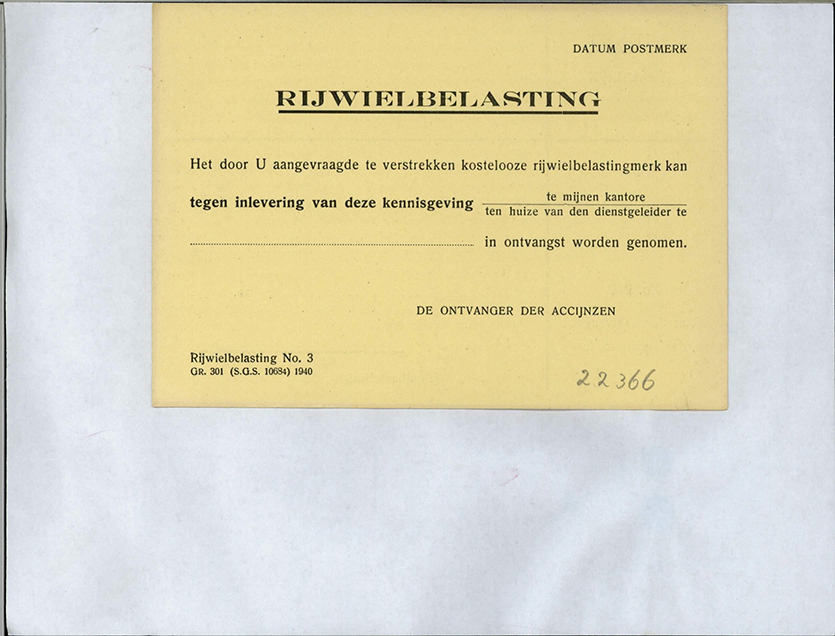 DATUM POSTMERK
RIJWIELBELASTING
Het door U aangevraagde te verstrekken kostelooze rijwielbelastingmerk kan
tegen inlevering van deze kennisgeving te mijnen kantore
ten huize van den dienstgeleider te
in ontvangst worden genomen.
DE ONTVANGER DER ACCIJNZEN
Rijwielbelasting No. 3
GR. 301 (S.G.S. 10684) 1940
22366